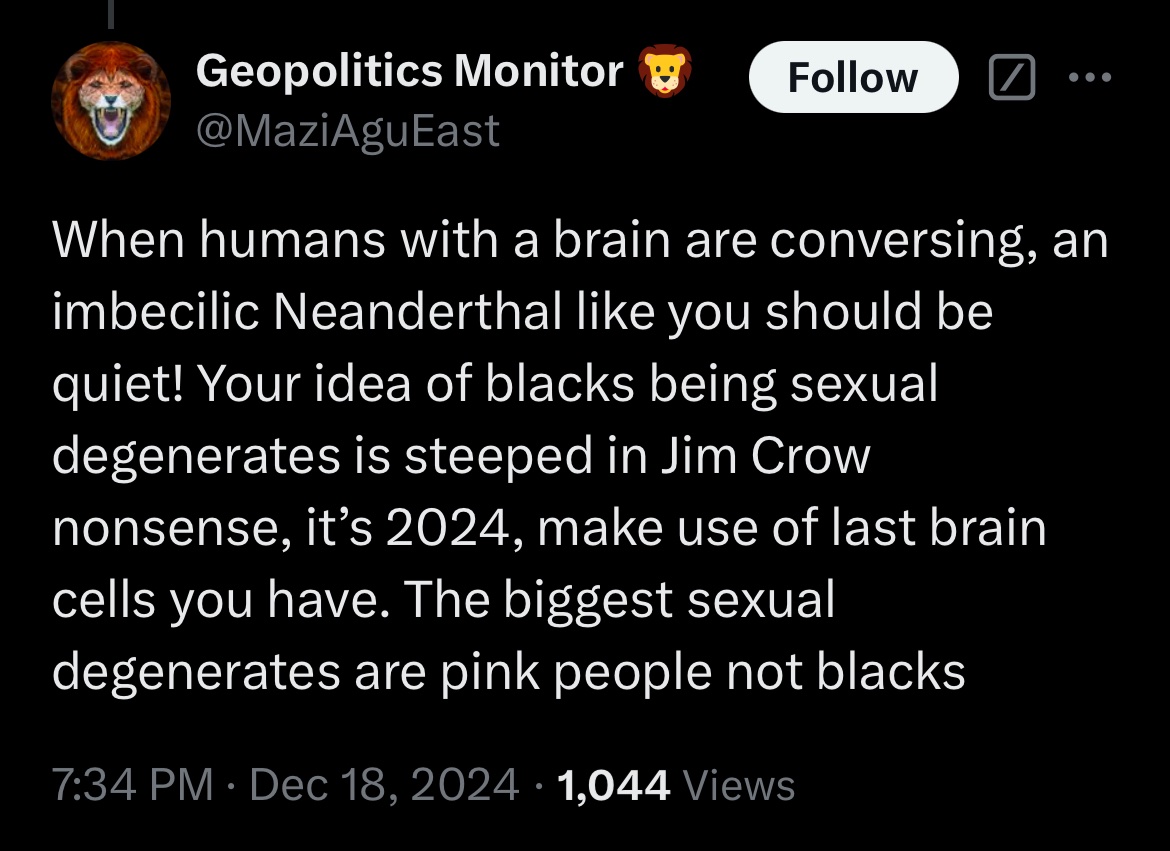 Geopolitics Monitor 🦁
Follow
@MaziAguEast
When humans with a brain are conversing, an
imbecilic Neanderthal like you should be
quiet! Your idea of blacks being sexual
degenerates is steeped in Jim Crow
nonsense, it’s 2024, make use of last brain
cells you have. The biggest sexual
degenerates are pink people not blacks
7:34 PM · Dec 18, 2024 · 1,044 Views